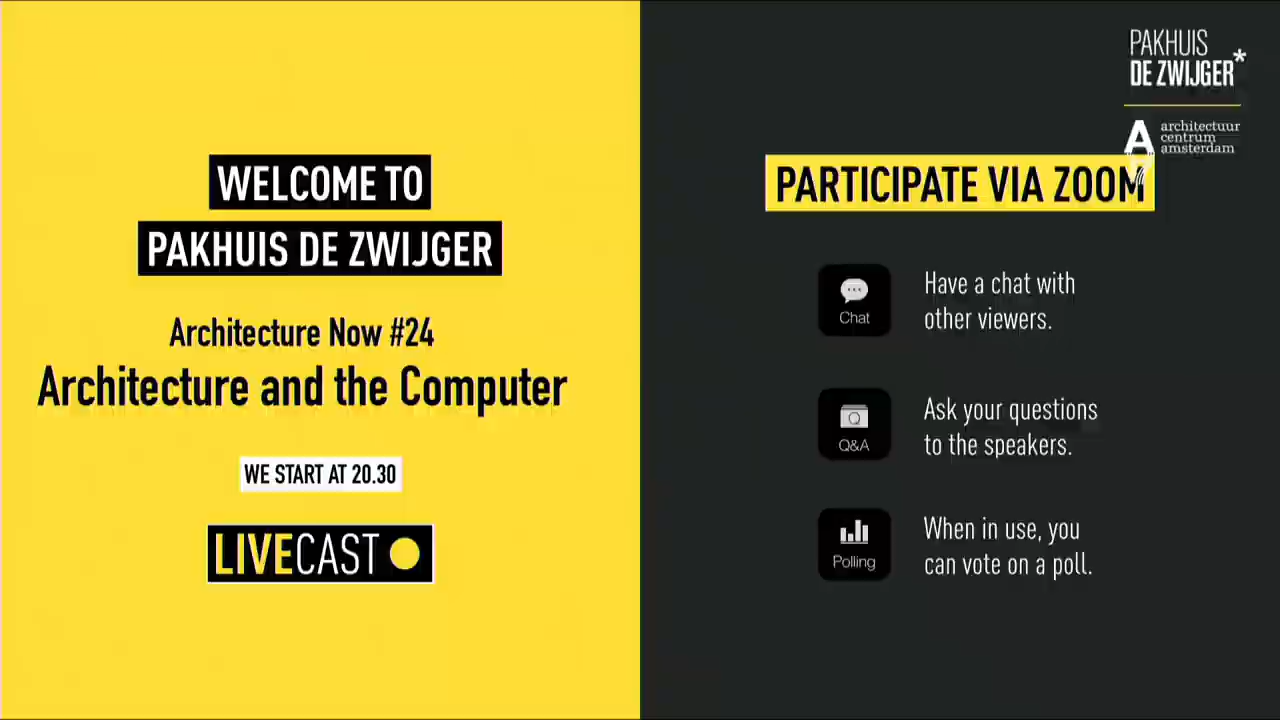 WELCOME TO
PAKHUIS DE ZWIJGER
Architecture Now #24
Architecture and the Computer
WE START AT 20.30
LIVECAST
PAKHUIS
DE ZWIJGER*
A architectuur
centrum
amsterdam
PARTICIPATE VIA ZOOM
Chat
Have a chat with
other viewers.
Q
Q&A
Ask your questions
to the speakers.
Polling
When in use, you
can vote on a poll.